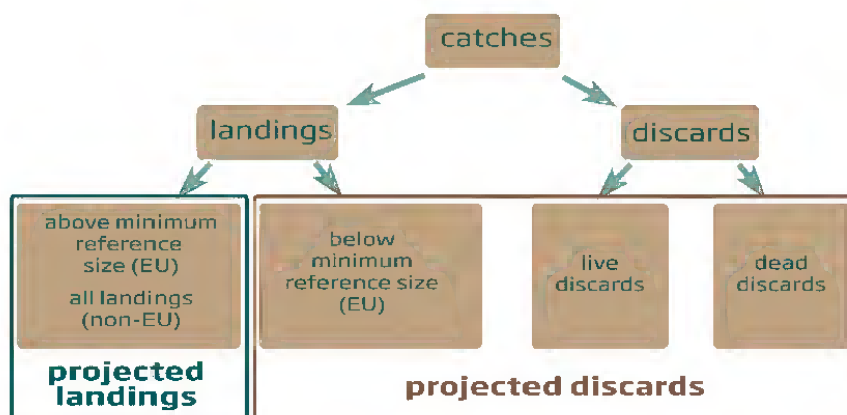 catches
landings
discards
above minimum
reference
size (EU)
all landings
(non-EU)
below
minimum
reference size
(EU)
live
discards
dead
discards
projected
landings
projected discards